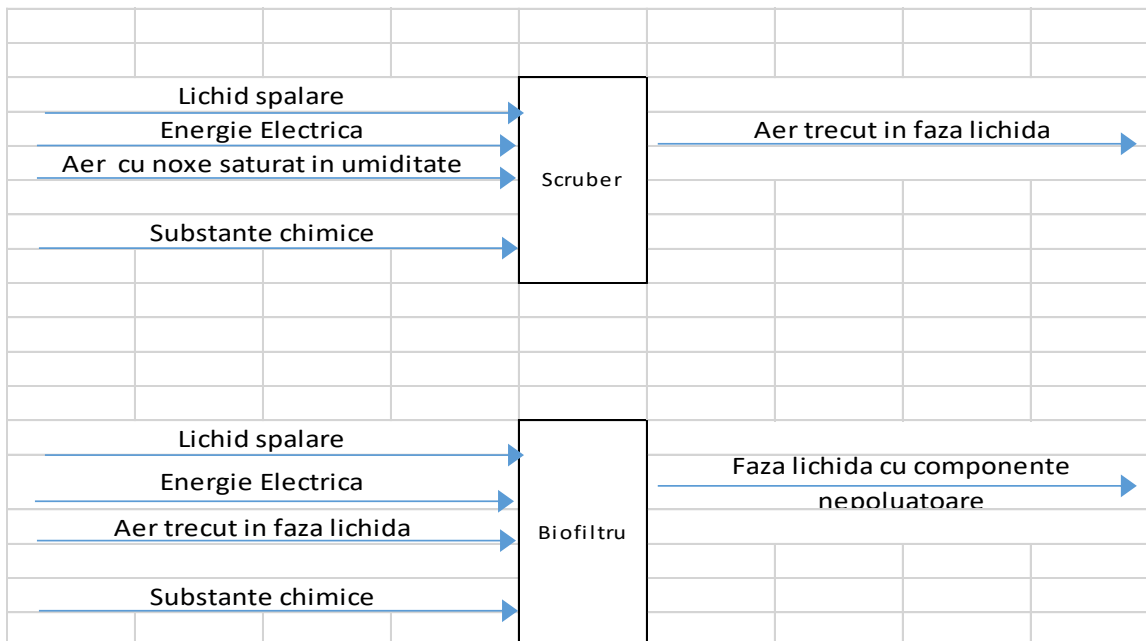 Lichid spalare
Energie Electrica
Aer cu noxe saturat in umiditate
Substante chimice
Scruber
Aer trecut in faza lichida
Lichid spalare
Energie Electrica
Aer trecut in faza lichida
Substante chimice
Biofiltru
Faza lichida cu componente
nepoluatoare